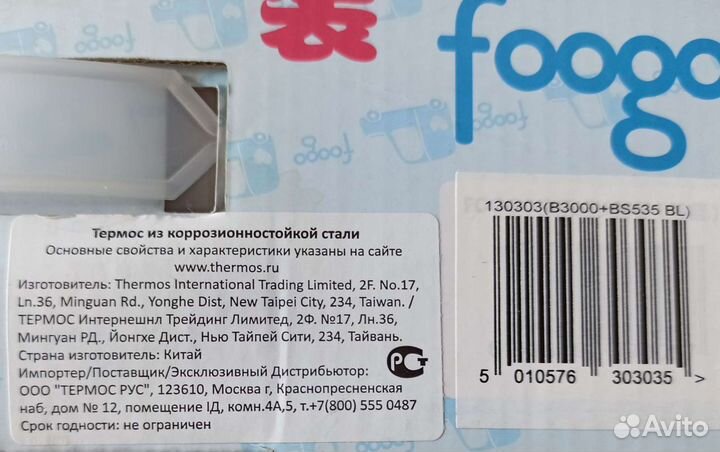 装
foogo
foogo
foogo
130303(B3000+BS535 BL)
5 010576 303035 >
Термос из коррозионностойкой стали
Основные свойства и характеристики указаны на сайте
www.thermos.ru
Изготовитель: Thermos International Trading Limited, 2F. No.17,
Ln.36, Minguan Rd., Yonghe Dist, New Taipei City, 234, Taiwan. /
ТЕРМОС Интернешнл Трейдинг Лимитед, 2Ф. №17, Лн.36,
Мингуан РД., Йонгхе Дист., Нью Тайпей Сити, 234, Тайвань.
Страна изготовитель: Китай
Импортер/Поставщик/Эксклюзивный Дистрибьютор:
ООО "ТЕРМОС РУС", 123610, Москва г, Краснопресненская
наб, дом № 12, помещение IД, комн.4А,5, т.+7(800) 555 0487
Срок годности: не ограничен
РСТ
Avito